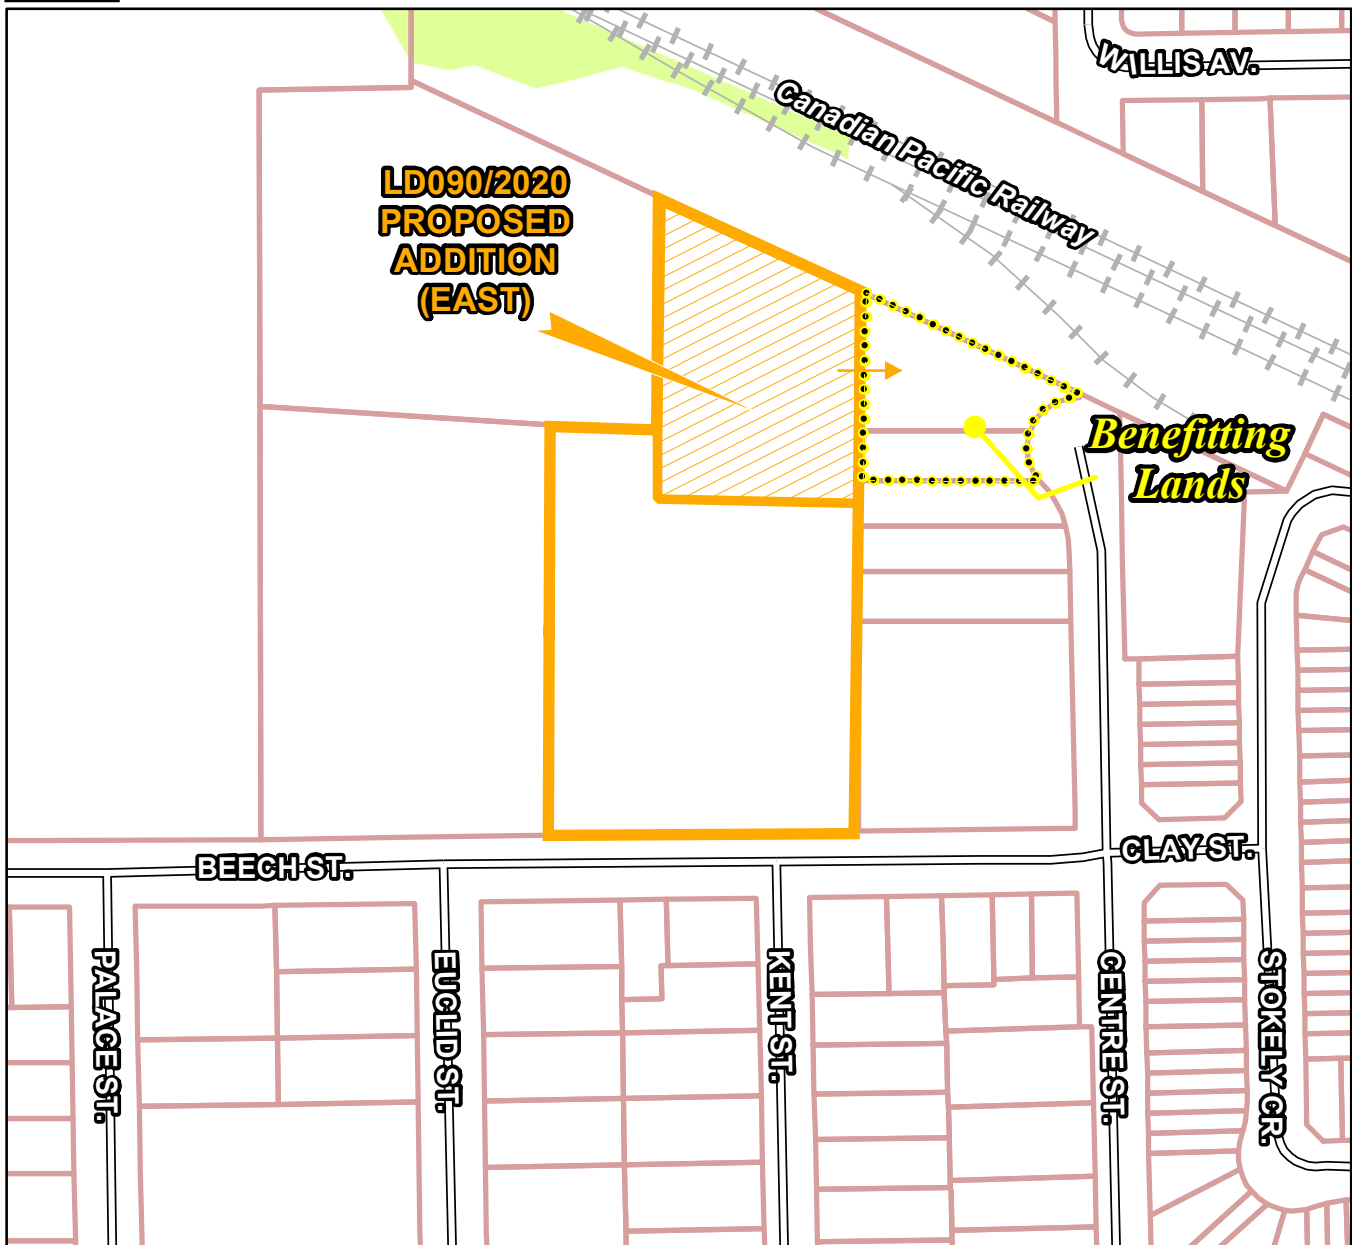 WILLIS AV.
Canadian Pacific Railway
LD090/2020
PROPOSED
ADDITION
(EAST)
Benefitting
Lands
CLAY ST.
BEECH ST.
PALACE ST.
EUCLID ST.
KENT ST.
CENTRE ST.
STOKELY CR.